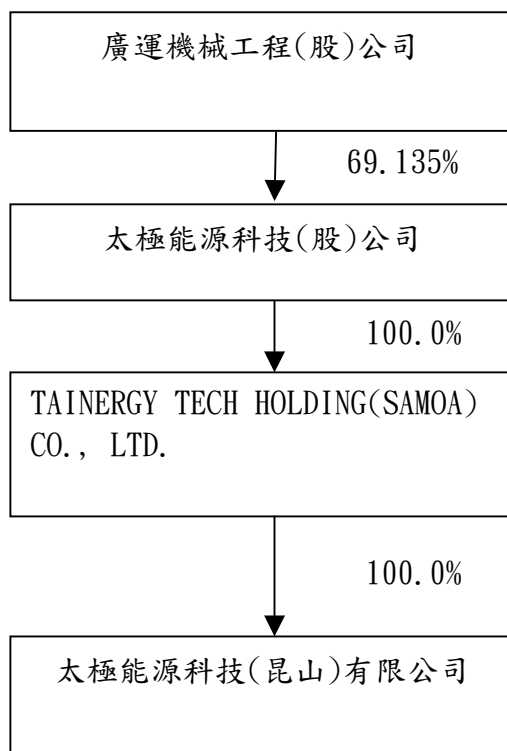 廣運機械工程(股)公司
69.135%
太極能源科技(股)公司
100.0%
TAINERGY TECH HOLDING(SAMOA)
CO., LTD.
100.0%
太極能源科技(昆山)有限公司